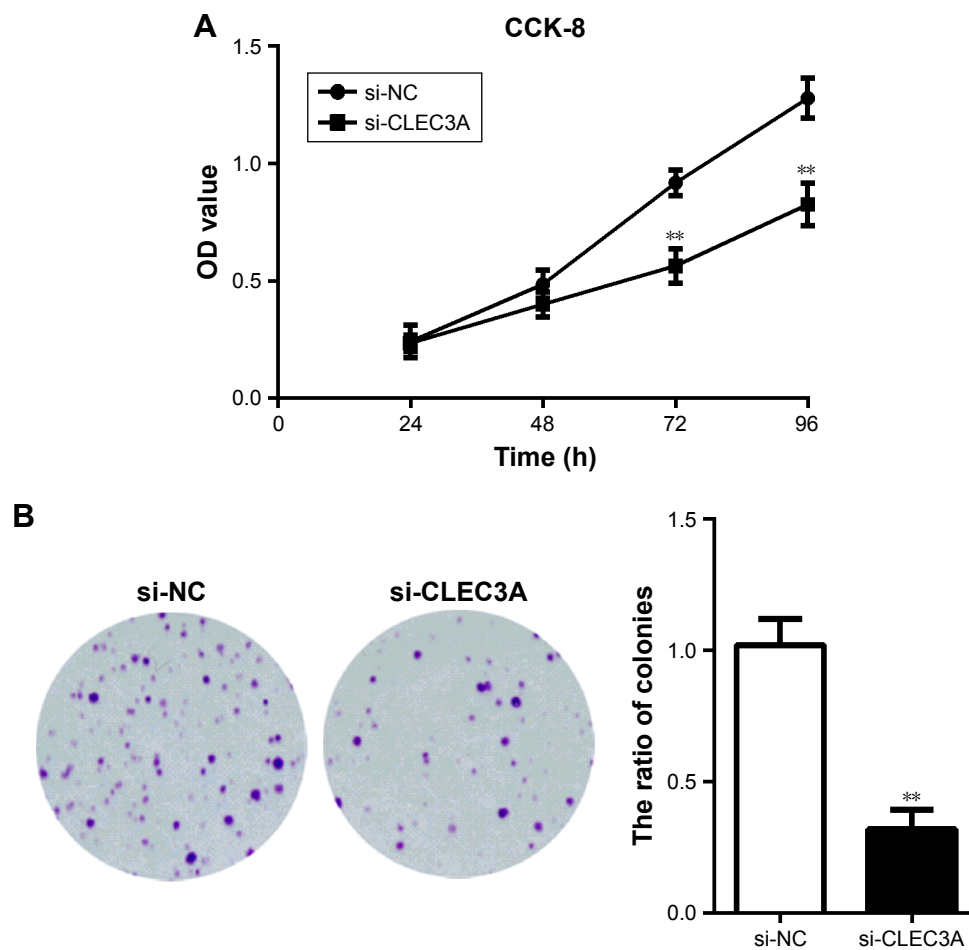 A
CCK-8
1.5
1.0
0.5
0.0
OD value
si-NC
si-CLEC3A
**
**
0
24
48
72
96
Time (h)
B
si-NC
si-CLEC3A
The ratio of colonies
1.5
1.0
0.5
0.0
**
si-NC
si-CLEC3A